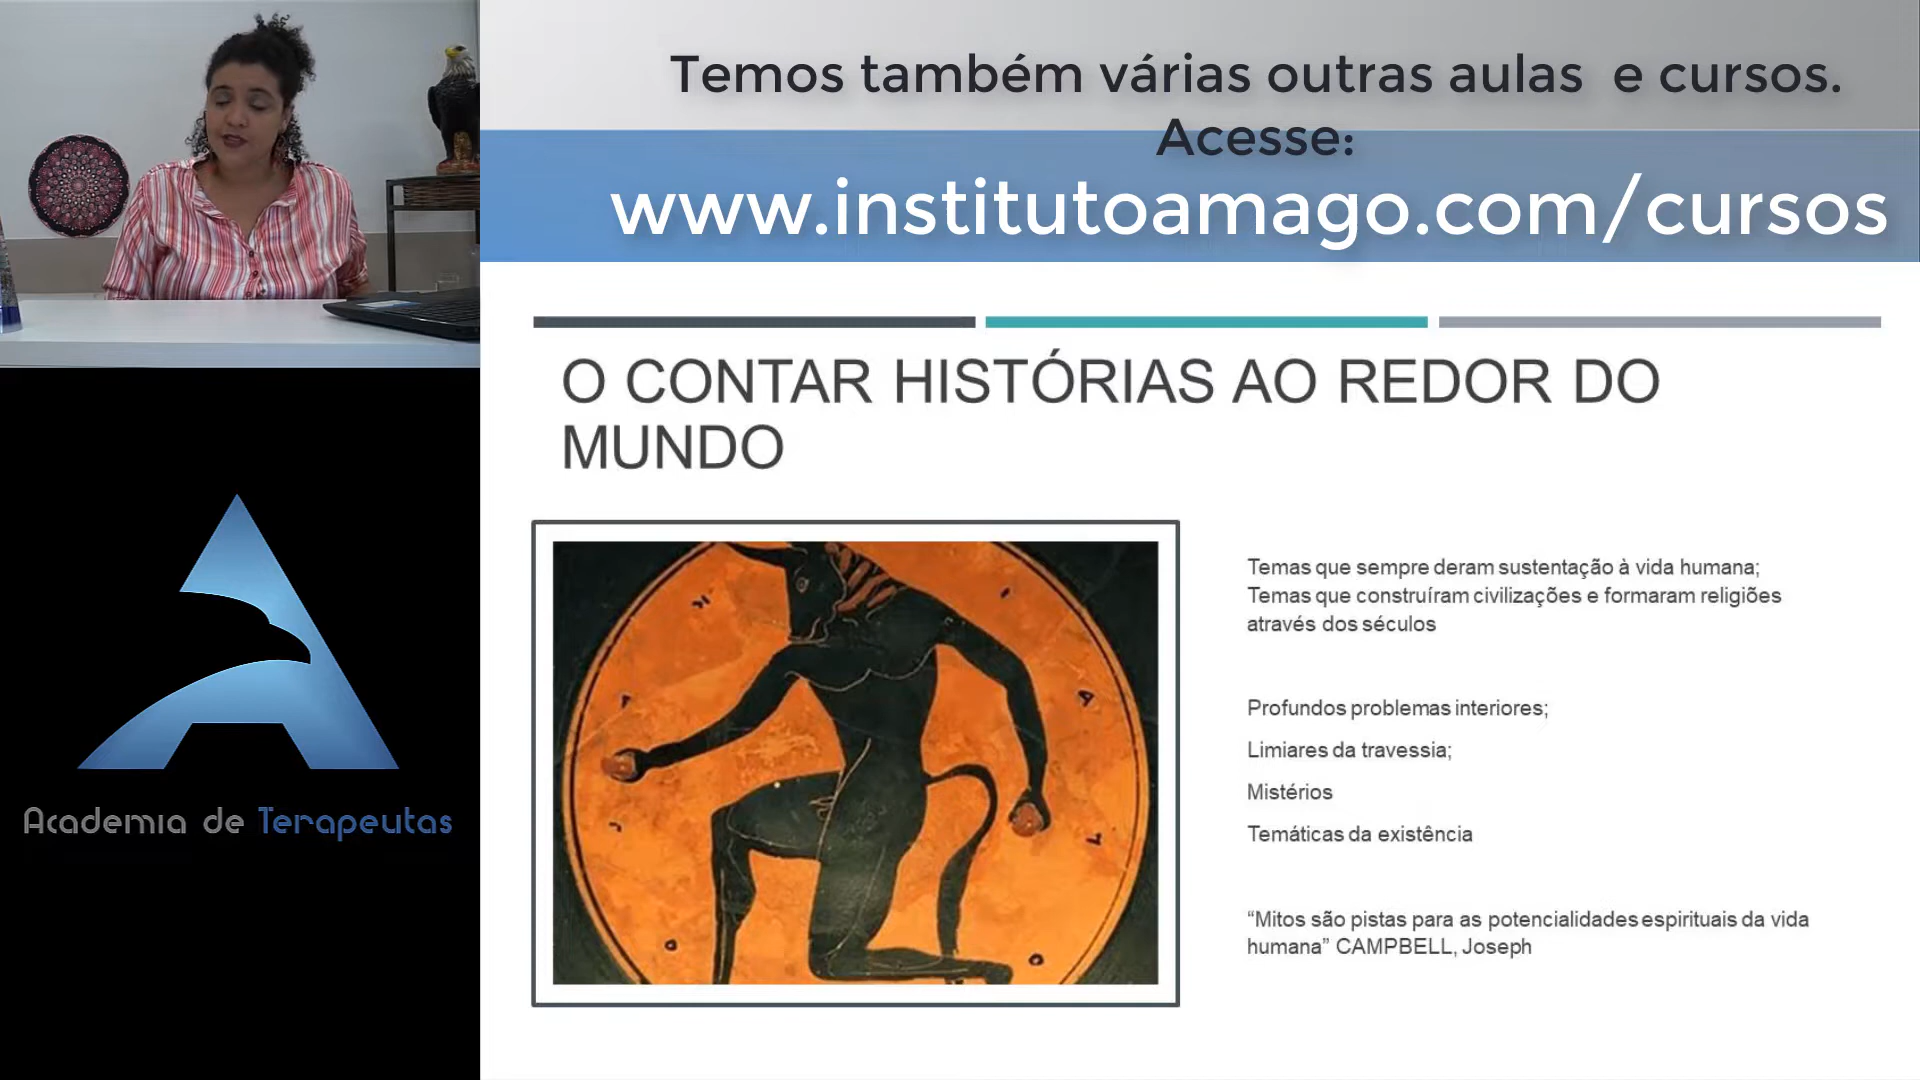 Temos também várias outras aulas e cursos.
Acesse:
www.institutoamago.com/cursos
O CONTAR HISTÓRIAS AO REDOR DO
MUNDO
Temas que sempre deram sustentação à vida humana;
Temas que construíram civilizações e formaram religiões
através dos séculos
Profundos problemas interiores;
Limiares da travessia;
Mistérios
Temáticas da existência
“Mitos são pistas para as potencialidades espirituais da vida
humana” CAMPBELL, Joseph
Academia de Terapeutas